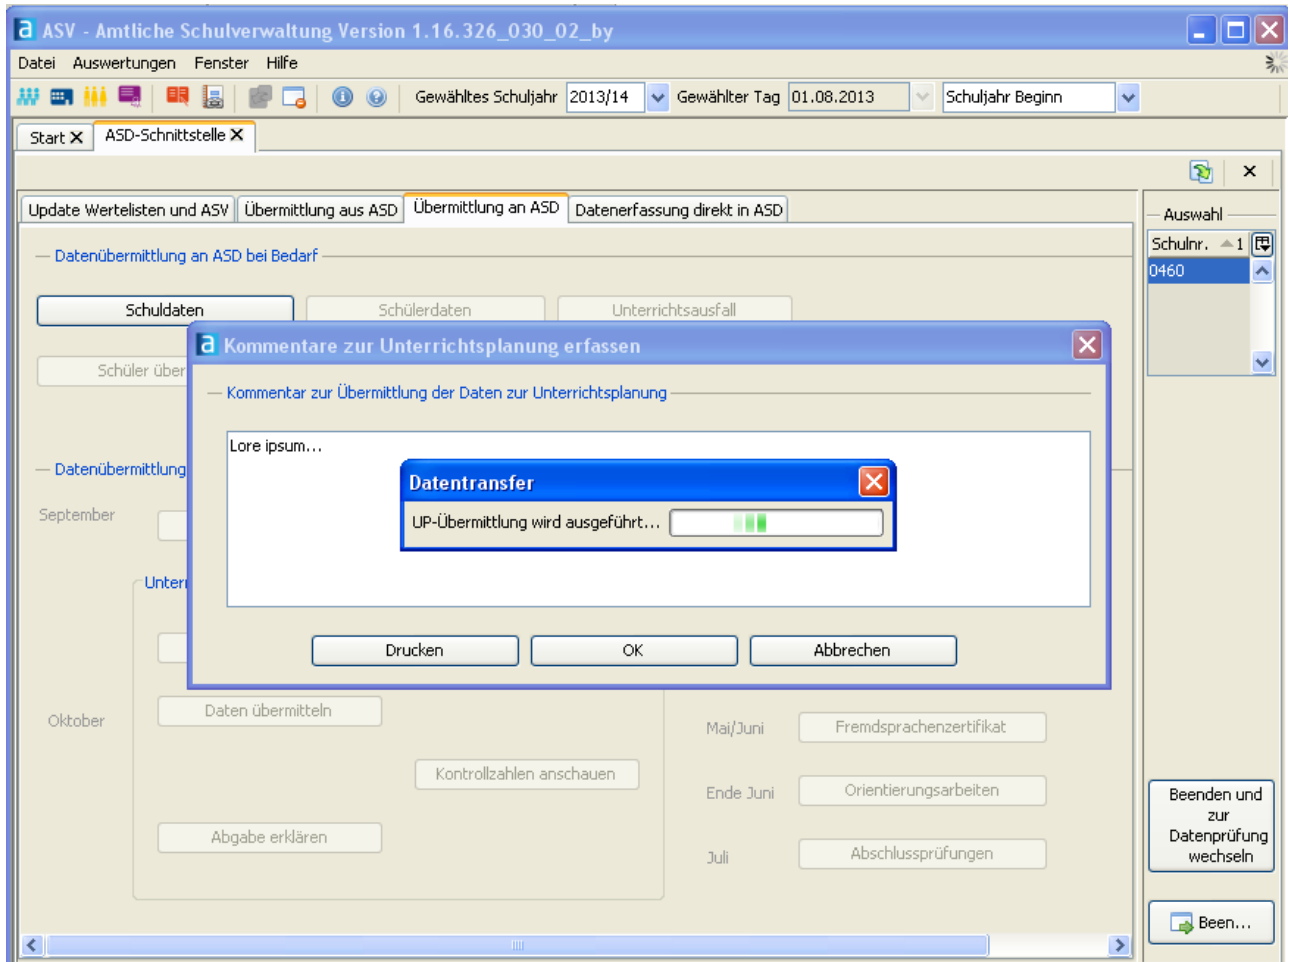 a ASV - Amtliche Schulverwaltung Version 1.16.326_030_02_by
Datei Auswertungen Fenster Hilfe
Gewähltes Schuljahr 2013/14 Gewählter Tag 01.08.2013 Schuljahr Beginn
Start X ASD-Schnittstelle X
Update Wertelisten und ASV Übermittlung aus ASD Übermittlung an ASD Datenerfassung direkt in ASD
Auswahl
Schulnr. 1
0460
Datenübermittlung an ASD bei Bedarf
Schuldaten Schülerdaten Unterrichtsausfall
Schüler über
a Kommentare zur Unterrichtsplanung erfassen
Kommentar zur Übermittlung der Daten zur Unterrichtsplanung
Lore ipsum...
Datentransfer
UP-Übermittlung wird ausgeführt...
Drucken OK Abbrechen
Datenübermittlung
September
Unterr
Oktober
Daten übermitteln
Kontrollzahlen anschauen
Abgabe erklären
Mai/Juni Fremdsprachenzertifikat
Ende Juni Orientierungsarbeiten
Juli Abschlussprüfungen
Beenden und
zur
Datenprüfung
wechseln
Been...